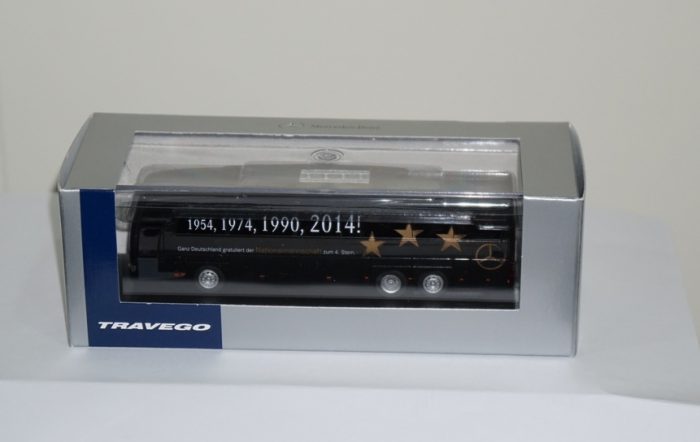 Mercedes-Benz
1954, 1974, 1990, 2014!
Ganz Deutschland gratuliert der Nationalmannschaft zum 4. Stern.
TRAVEGO